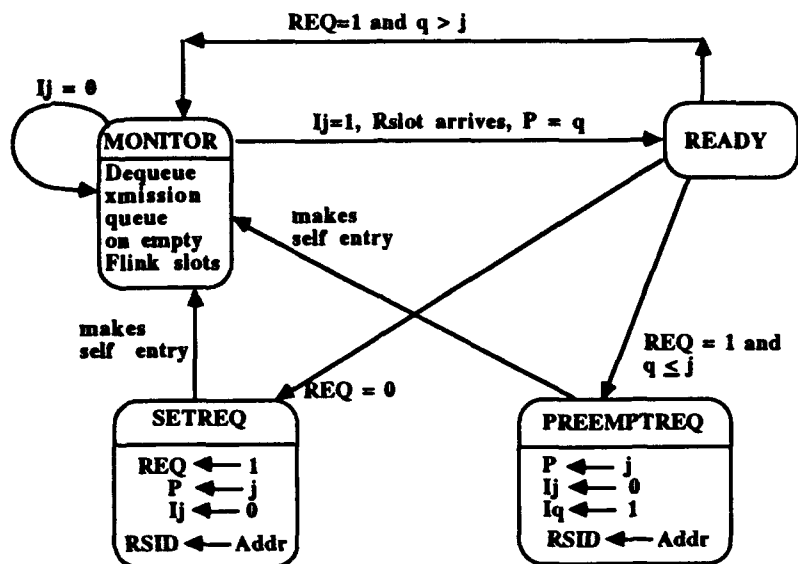 REQ=1 and q > j
Ij = 0
MONITOR
Dequeue
xmission
queue
on empty
Flink slots
Ij=1, Rslot arrives, P = q
READY
makes
self entry
makes
self entry
REQ = 0
REQ = 1 and
q ≤ j
SETREQ
REQ ← 1
P ← j
Ij ← 0
RSID ← Addr
PREEMPTREQ
P ← j
Ij ← 0
Iq ← 1
RSID ← Addr